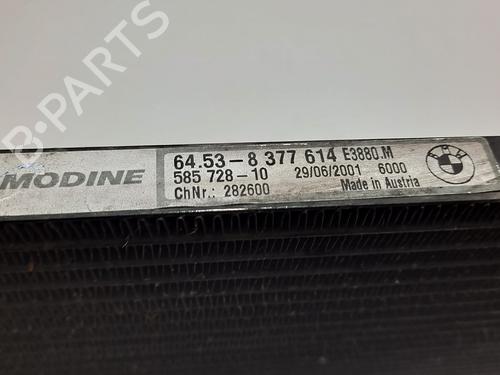 B-PARTS
MODINE
64.53-8 377 614 E3880.M
585 728-10 29/06/2001 6000
ChNr.: 282600 Made in Austria
BMW